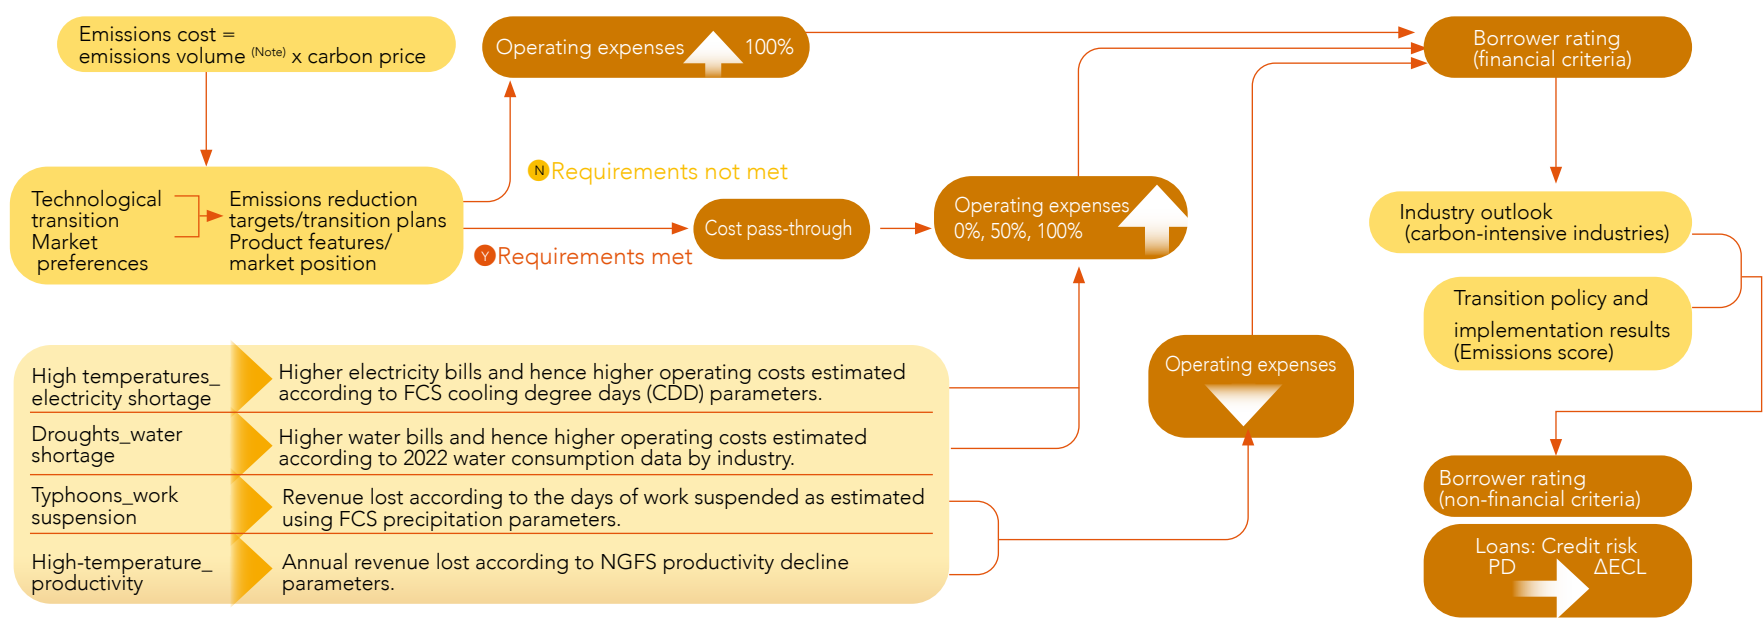 Emissions cost =
emissions volume (Note) x carbon price
Operating expenses 100%
Borrower rating
(financial criteria)
Technological
transition
Market
preferences
Emissions reduction
targets/transition plans
Product features/
market position
N Requirements not met
Y Requirements met
Cost pass-through
Operating expenses
0%, 50%, 100%
Industry outlook
(carbon-intensive industries)
Transition policy and
implementation results
(Emissions score)
High temperatures_
electricity shortage
Higher electricity bills and hence higher operating costs estimated
according to FCS cooling degree days (CDD) parameters.
Droughts_water
shortage
Higher water bills and hence higher operating costs estimated
according to 2022 water consumption data by industry.
Typhoons_work
suspension
Revenue lost according to the days of work suspended as estimated
using FCS precipitation parameters.
High-temperature_
productivity
Annual revenue lost according to NGFS productivity decline
parameters.
Operating expenses
Borrower rating
(non-financial criteria)
Loans: Credit risk
PD ΔECL